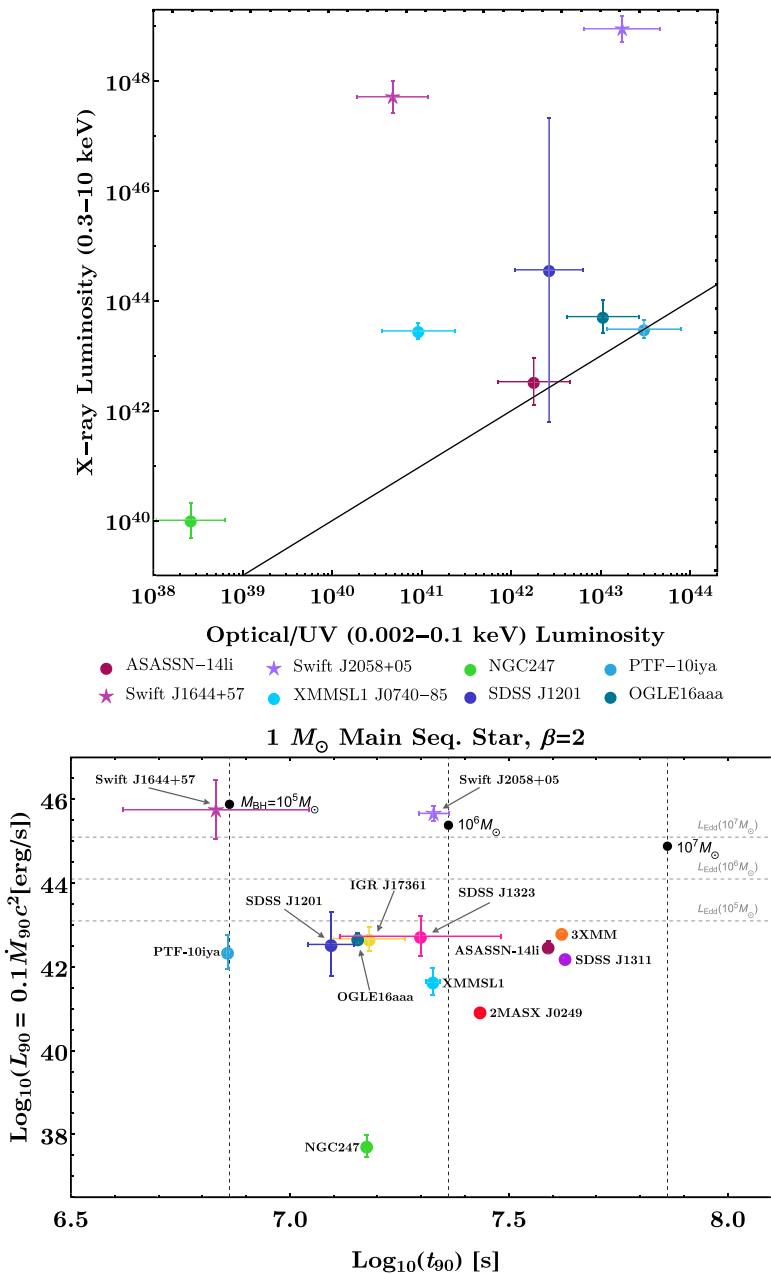 X-ray Luminosity (0.3–10 keV)
10^48
10^46
10^44
10^42
10^40
10^38 10^39 10^40 10^41 10^42 10^43 10^44
Optical/UV (0.002–0.1 keV) Luminosity
ASASSN-14li Swift J2058+05 NGC247 PTF-10iya
Swift J1644+57 XMMSL1 J0740-85 SDSS J1201 OGLE16aaa
1 M⊙ Main Seq. Star, β=2
Log10(L90 = 0.1Ṁ90 c²[erg/s])
46
44
42
40
38
Swift J1644+57
Swift J2058+05
MBH=10^5 M⊙
10^6 M⊙
LEdd(10^7 M⊙)
10^7 M⊙
LEdd(10^6 M⊙)
IGR J17361
SDSS J1201
SDSS J1323
LEdd(10^5 M⊙)
3XMM
PTF-10iya
ASASSN-14li
SDSS J1311
OGLE16aaa
XMMSL1
2MASX J0249
NGC247
6.5 7.0 7.5 8.0
Log10(t90) [s]